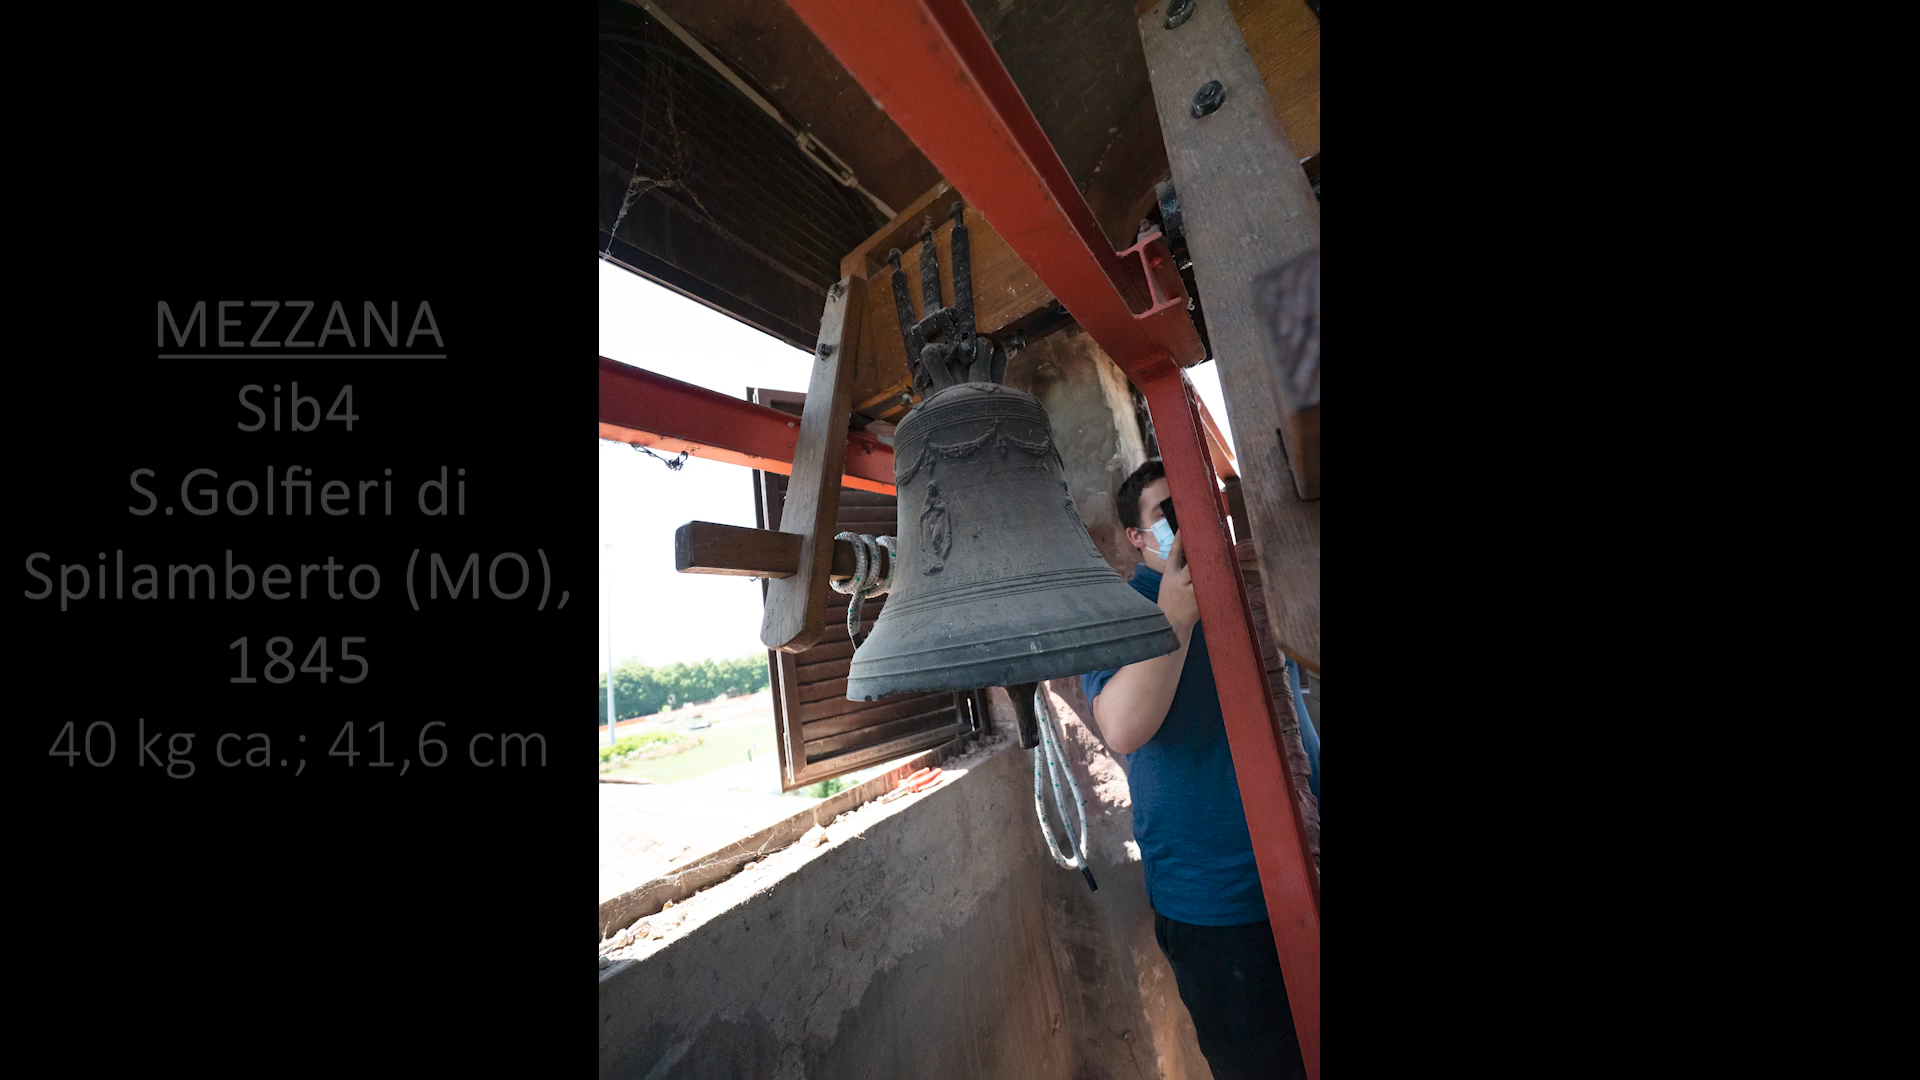 MEZZANA
Sib4
S.Golfieri di
Spilamberto (MO),
1845
40 kg ca.; 41,6 cm